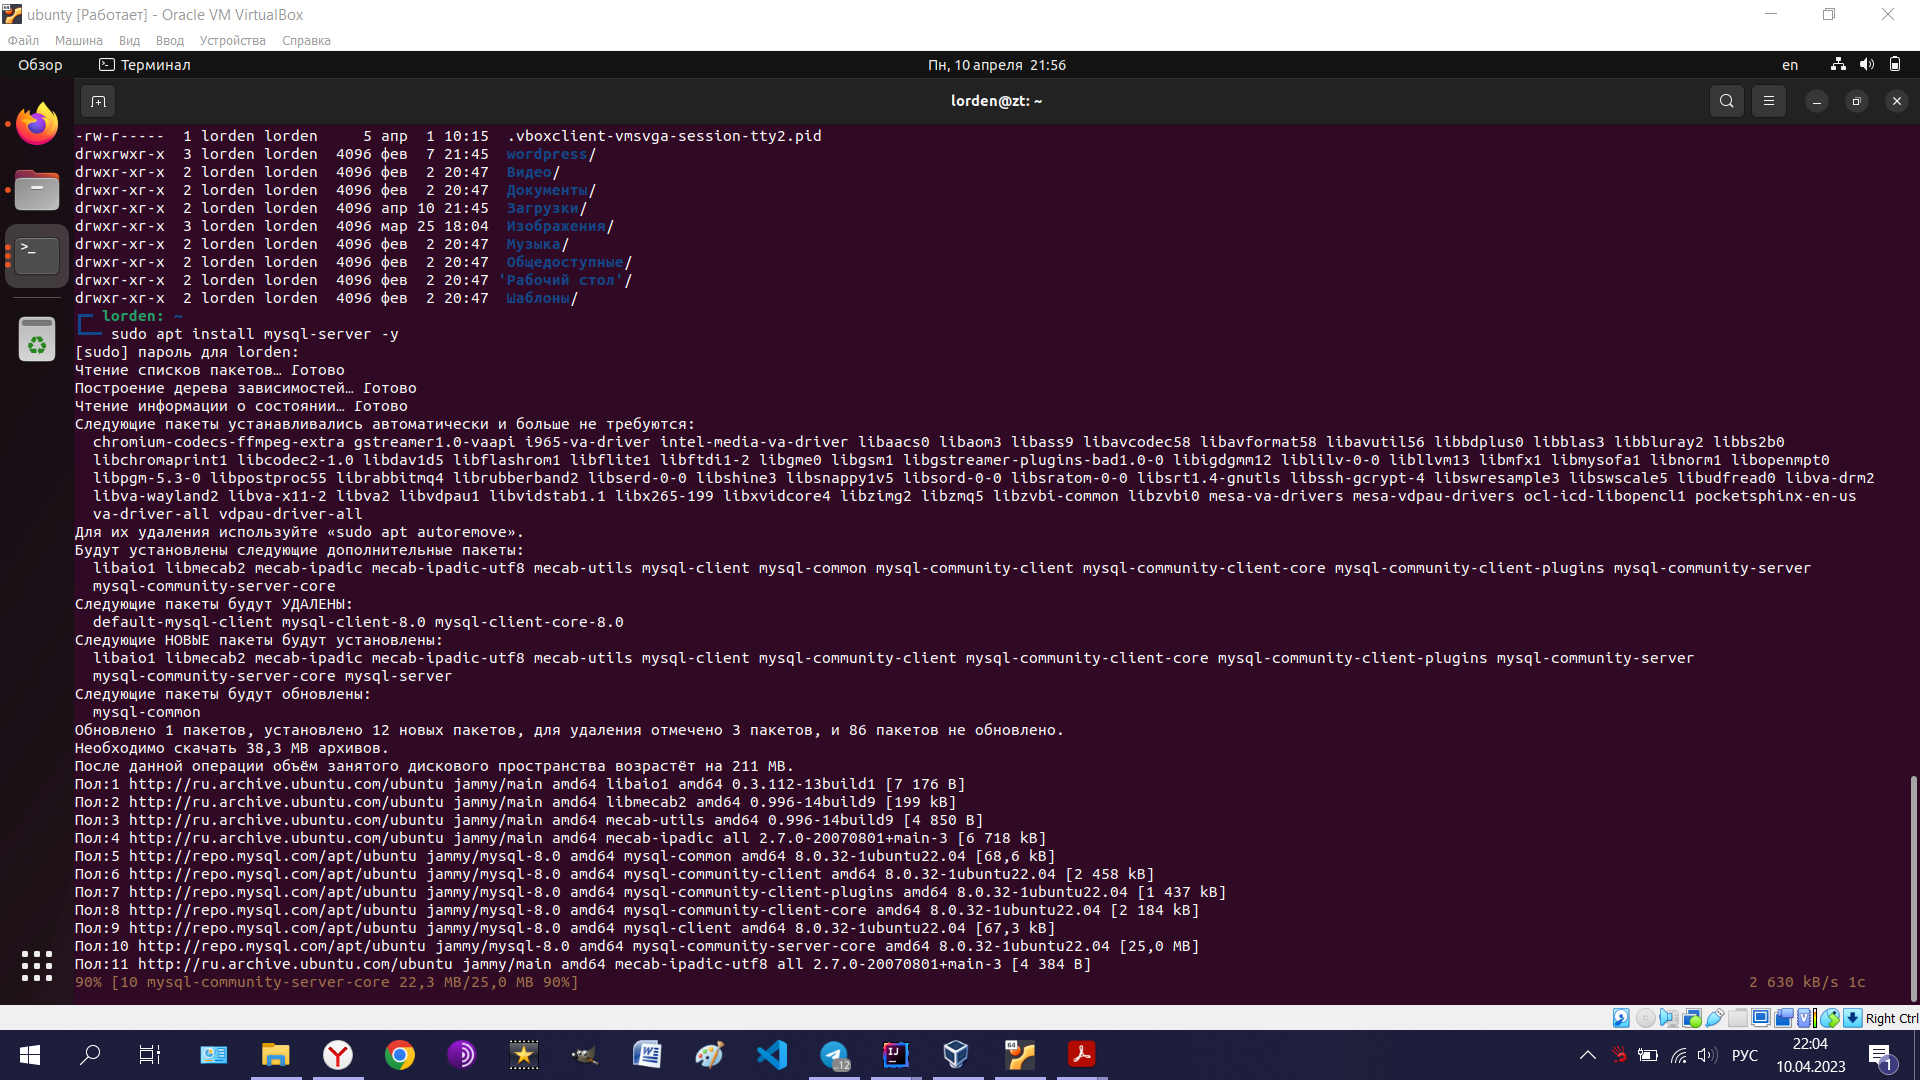 ubunty [Работает] - Oracle VM VirtualBox
Файл Машина Вид Ввод Устройства Справка
Обзор Терминал Пн, 10 апреля 21:56 en
lorden@zt: ~
-rw-r----- 1 lorden lorden 5 апр 1 10:15 .vboxclient-vmsvga-session-tty2.pid
drwxrwxr-x 3 lorden lorden 4096 фев 7 21:45 wordpress/
drwxr-xr-x 2 lorden lorden 4096 фев 2 20:47 Видео/
drwxr-xr-x 2 lorden lorden 4096 фев 2 20:47 Документы/
drwxr-xr-x 2 lorden lorden 4096 апр 10 21:45 Загрузки/
drwxr-xr-x 3 lorden lorden 4096 мар 25 18:04 Изображения/
drwxr-xr-x 2 lorden lorden 4096 фев 2 20:47 Музыка/
drwxr-xr-x 2 lorden lorden 4096 фев 2 20:47 Общедоступные/
drwxr-xr-x 2 lorden lorden 4096 фев 2 20:47 'Рабочий стол'/
drwxr-xr-x 2 lorden lorden 4096 фев 2 20:47 Шаблоны/
lorden: ~
sudo apt install mysql-server -y
[sudo] пароль для lorden:
Чтение списков пакетов… Готово
Построение дерева зависимостей… Готово
Чтение информации о состоянии… Готово
Следующие пакеты устанавливались автоматически и больше не требуются:
chromium-codecs-ffmpeg-extra gstreamer1.0-vaapi i965-va-driver intel-media-va-driver libaacs0 libaom3 libass9 libavcodec58 libavformat58 libavutil56 libbdplus0 libblas3 libbluray2 libbs2b0
libchromaprint1 libcodec2-1.0 libdav1d5 libflashrom1 libflite1 libftdi1-2 libgme0 libgsm1 libgstreamer-plugins-bad1.0-0 libigdgmm12 liblilv-0-0 libllvm13 libmfx1 libmysofa1 libnorm1 libopenmpt0
libpgm-5.3-0 libpostproc55 librabbitmq4 librubberband2 libserd-0-0 libshine3 libsnappy1v5 libsord-0-0 libsratom-0-0 libsrt1.4-gnutls libssh-gcrypt-4 libswresample3 libswscale5 libudfread0 libva-drm2
libva-wayland2 libva-x11-2 libva2 libvdpau1 libvidstab1.1 libx265-199 libxvidcore4 libzimg2 libzmq5 libzvbi-common libzvbi0 mesa-va-drivers mesa-vdpau-drivers ocl-icd-libopencl1 pocketsphinx-en-us
va-driver-all vdpau-driver-all
Для их удаления используйте «sudo apt autoremove».
Будут установлены следующие дополнительные пакеты:
libaio1 libmecab2 mecab-ipadic mecab-ipadic-utf8 mecab-utils mysql-client mysql-common mysql-community-client mysql-community-client-core mysql-community-client-plugins mysql-community-server
mysql-community-server-core
Следующие пакеты будут УДАЛЕНЫ:
default-mysql-client mysql-client-8.0 mysql-client-core-8.0
Следующие НОВЫЕ пакеты будут установлены:
libaio1 libmecab2 mecab-ipadic mecab-ipadic-utf8 mecab-utils mysql-client mysql-community-client mysql-community-client-core mysql-community-client-plugins mysql-community-server
mysql-community-server-core mysql-server
Следующие пакеты будут обновлены:
mysql-common
Обновлено 1 пакетов, установлено 12 новых пакетов, для удаления отмечено 3 пакетов, и 86 пакетов не обновлено.
Необходимо скачать 38,3 MB архивов.
После данной операции объём занятого дискового пространства возрастёт на 211 MB.
Пол:1 http://ru.archive.ubuntu.com/ubuntu jammy/main amd64 libaio1 amd64 0.3.112-13build1 [7 176 B]
Пол:2 http://ru.archive.ubuntu.com/ubuntu jammy/main amd64 libmecab2 amd64 0.996-14build9 [199 kB]
Пол:3 http://ru.archive.ubuntu.com/ubuntu jammy/main amd64 mecab-utils amd64 0.996-14build9 [4 850 B]
Пол:4 http://ru.archive.ubuntu.com/ubuntu jammy/main amd64 mecab-ipadic all 2.7.0-20070801+main-3 [6 718 kB]
Пол:5 http://repo.mysql.com/apt/ubuntu jammy/mysql-8.0 amd64 mysql-common amd64 8.0.32-1ubuntu22.04 [68,6 kB]
Пол:6 http://repo.mysql.com/apt/ubuntu jammy/mysql-8.0 amd64 mysql-community-client amd64 8.0.32-1ubuntu22.04 [2 458 kB]
Пол:7 http://repo.mysql.com/apt/ubuntu jammy/mysql-8.0 amd64 mysql-community-client-plugins amd64 8.0.32-1ubuntu22.04 [1 437 kB]
Пол:8 http://repo.mysql.com/apt/ubuntu jammy/mysql-8.0 amd64 mysql-community-client-core amd64 8.0.32-1ubuntu22.04 [2 184 kB]
Пол:9 http://repo.mysql.com/apt/ubuntu jammy/mysql-8.0 amd64 mysql-client amd64 8.0.32-1ubuntu22.04 [67,3 kB]
Пол:10 http://repo.mysql.com/apt/ubuntu jammy/mysql-8.0 amd64 mysql-community-server-core amd64 8.0.32-1ubuntu22.04 [25,0 MB]
Пол:11 http://ru.archive.ubuntu.com/ubuntu jammy/main amd64 mecab-ipadic-utf8 all 2.7.0-20070801+main-3 [4 384 B]
90% [10 mysql-community-server-core 22,3 MB/25,0 MB 90%] 2 630 kB/s 1с
Right Ctrl
РУС 22:04
10.04.2023
1